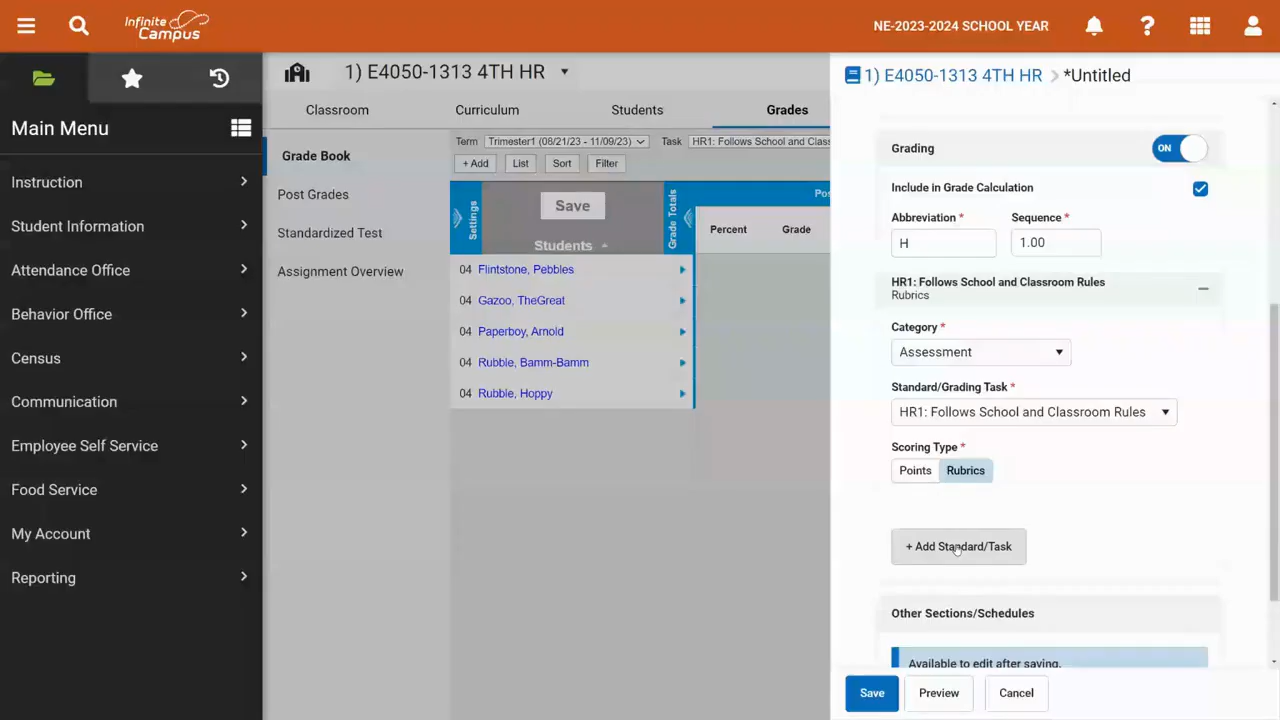 Infinite Campus
NE-2023-2024 SCHOOL YEAR
Main Menu
Instruction
Student Information
Attendance Office
Behavior Office
Census
Communication
Employee Self Service
Food Service
My Account
Reporting
1) E4050-1313 4TH HR
Classroom Curriculum Students Grades
Grade Book
Post Grades
Standardized Test
Assignment Overview
Term Trimester1 (08/21/23 - 11/09/23) Task HR1: Follows School and Class
+ Add List Sort Filter
Settings
Save
Students
Grade Totals
Pos
Percent Grade
04 Flintstone, Pebbles
04 Gazoo, TheGreat
04 Paperboy, Arnold
04 Rubble, Bamm-Bamm
04 Rubble, Hoppy
1) E4050-1313 4TH HR > *Untitled
Grading ON
Include in Grade Calculation
Abbreviation * Sequence *
H 1.00
HR1: Follows School and Classroom Rules
Rubrics
Category *
Assessment
Standard/Grading Task *
HR1: Follows School and Classroom Rules
Scoring Type *
Points Rubrics
+ Add Standard/Task
Other Sections/Schedules
Available to edit after saving.
Save Preview Cancel